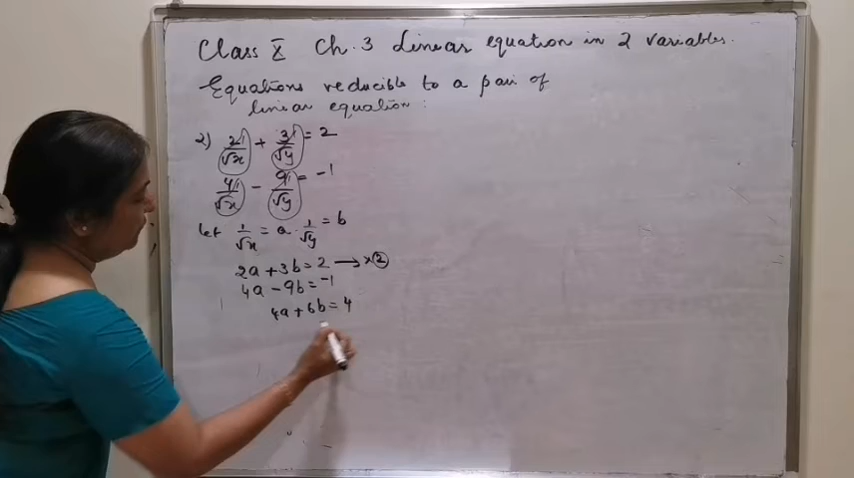 Class X Ch. 3 Linear equation in 2 variables.
Equations reducible to a pair of
linear equation :
2) 2/√x + 3/√y = 2
4/√x - 9/√y = -1
let 1/√x = a . 1/√y = b
2a + 3b = 2 → ×②
4a - 9b = -1
4a + 6b = 4